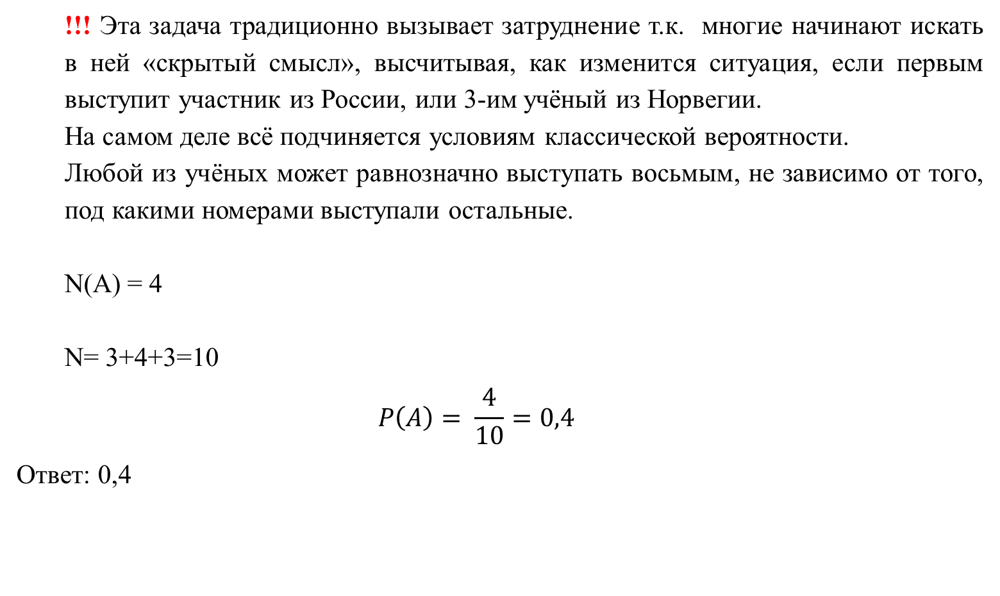 !!! Эта задача традиционно вызывает затруднение т.к. многие начинают искать
в ней «скрытый смысл», высчитывая, как изменится ситуация, если первым
выступит участник из России, или 3-им учёный из Норвегии.
На самом деле всё подчиняется условиям классической вероятности.
Любой из учёных может равнозначно выступать восьмым, не зависимо от того,
под какими номерами выступали остальные.
N(A) = 4
N= 3+4+3=10
P(A) = 4/10 = 0,4
Ответ: 0,4